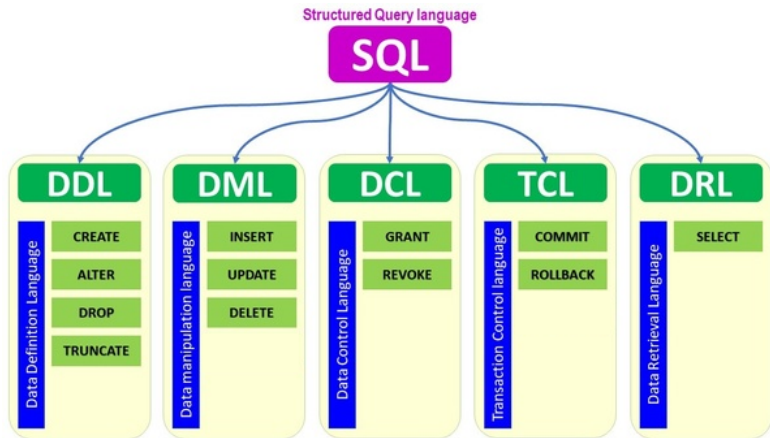 Structured Query language
SQL
DDL
Data Definition Language
CREATE
ALTER
DROP
TRUNCATE
DML
Data manipulation language
INSERT
UPDATE
DELETE
DCL
Data Control Language
GRANT
REVOKE
TCL
Transaction Control language
COMMIT
ROLLBACK
DRL
Data Retrieval Language
SELECT